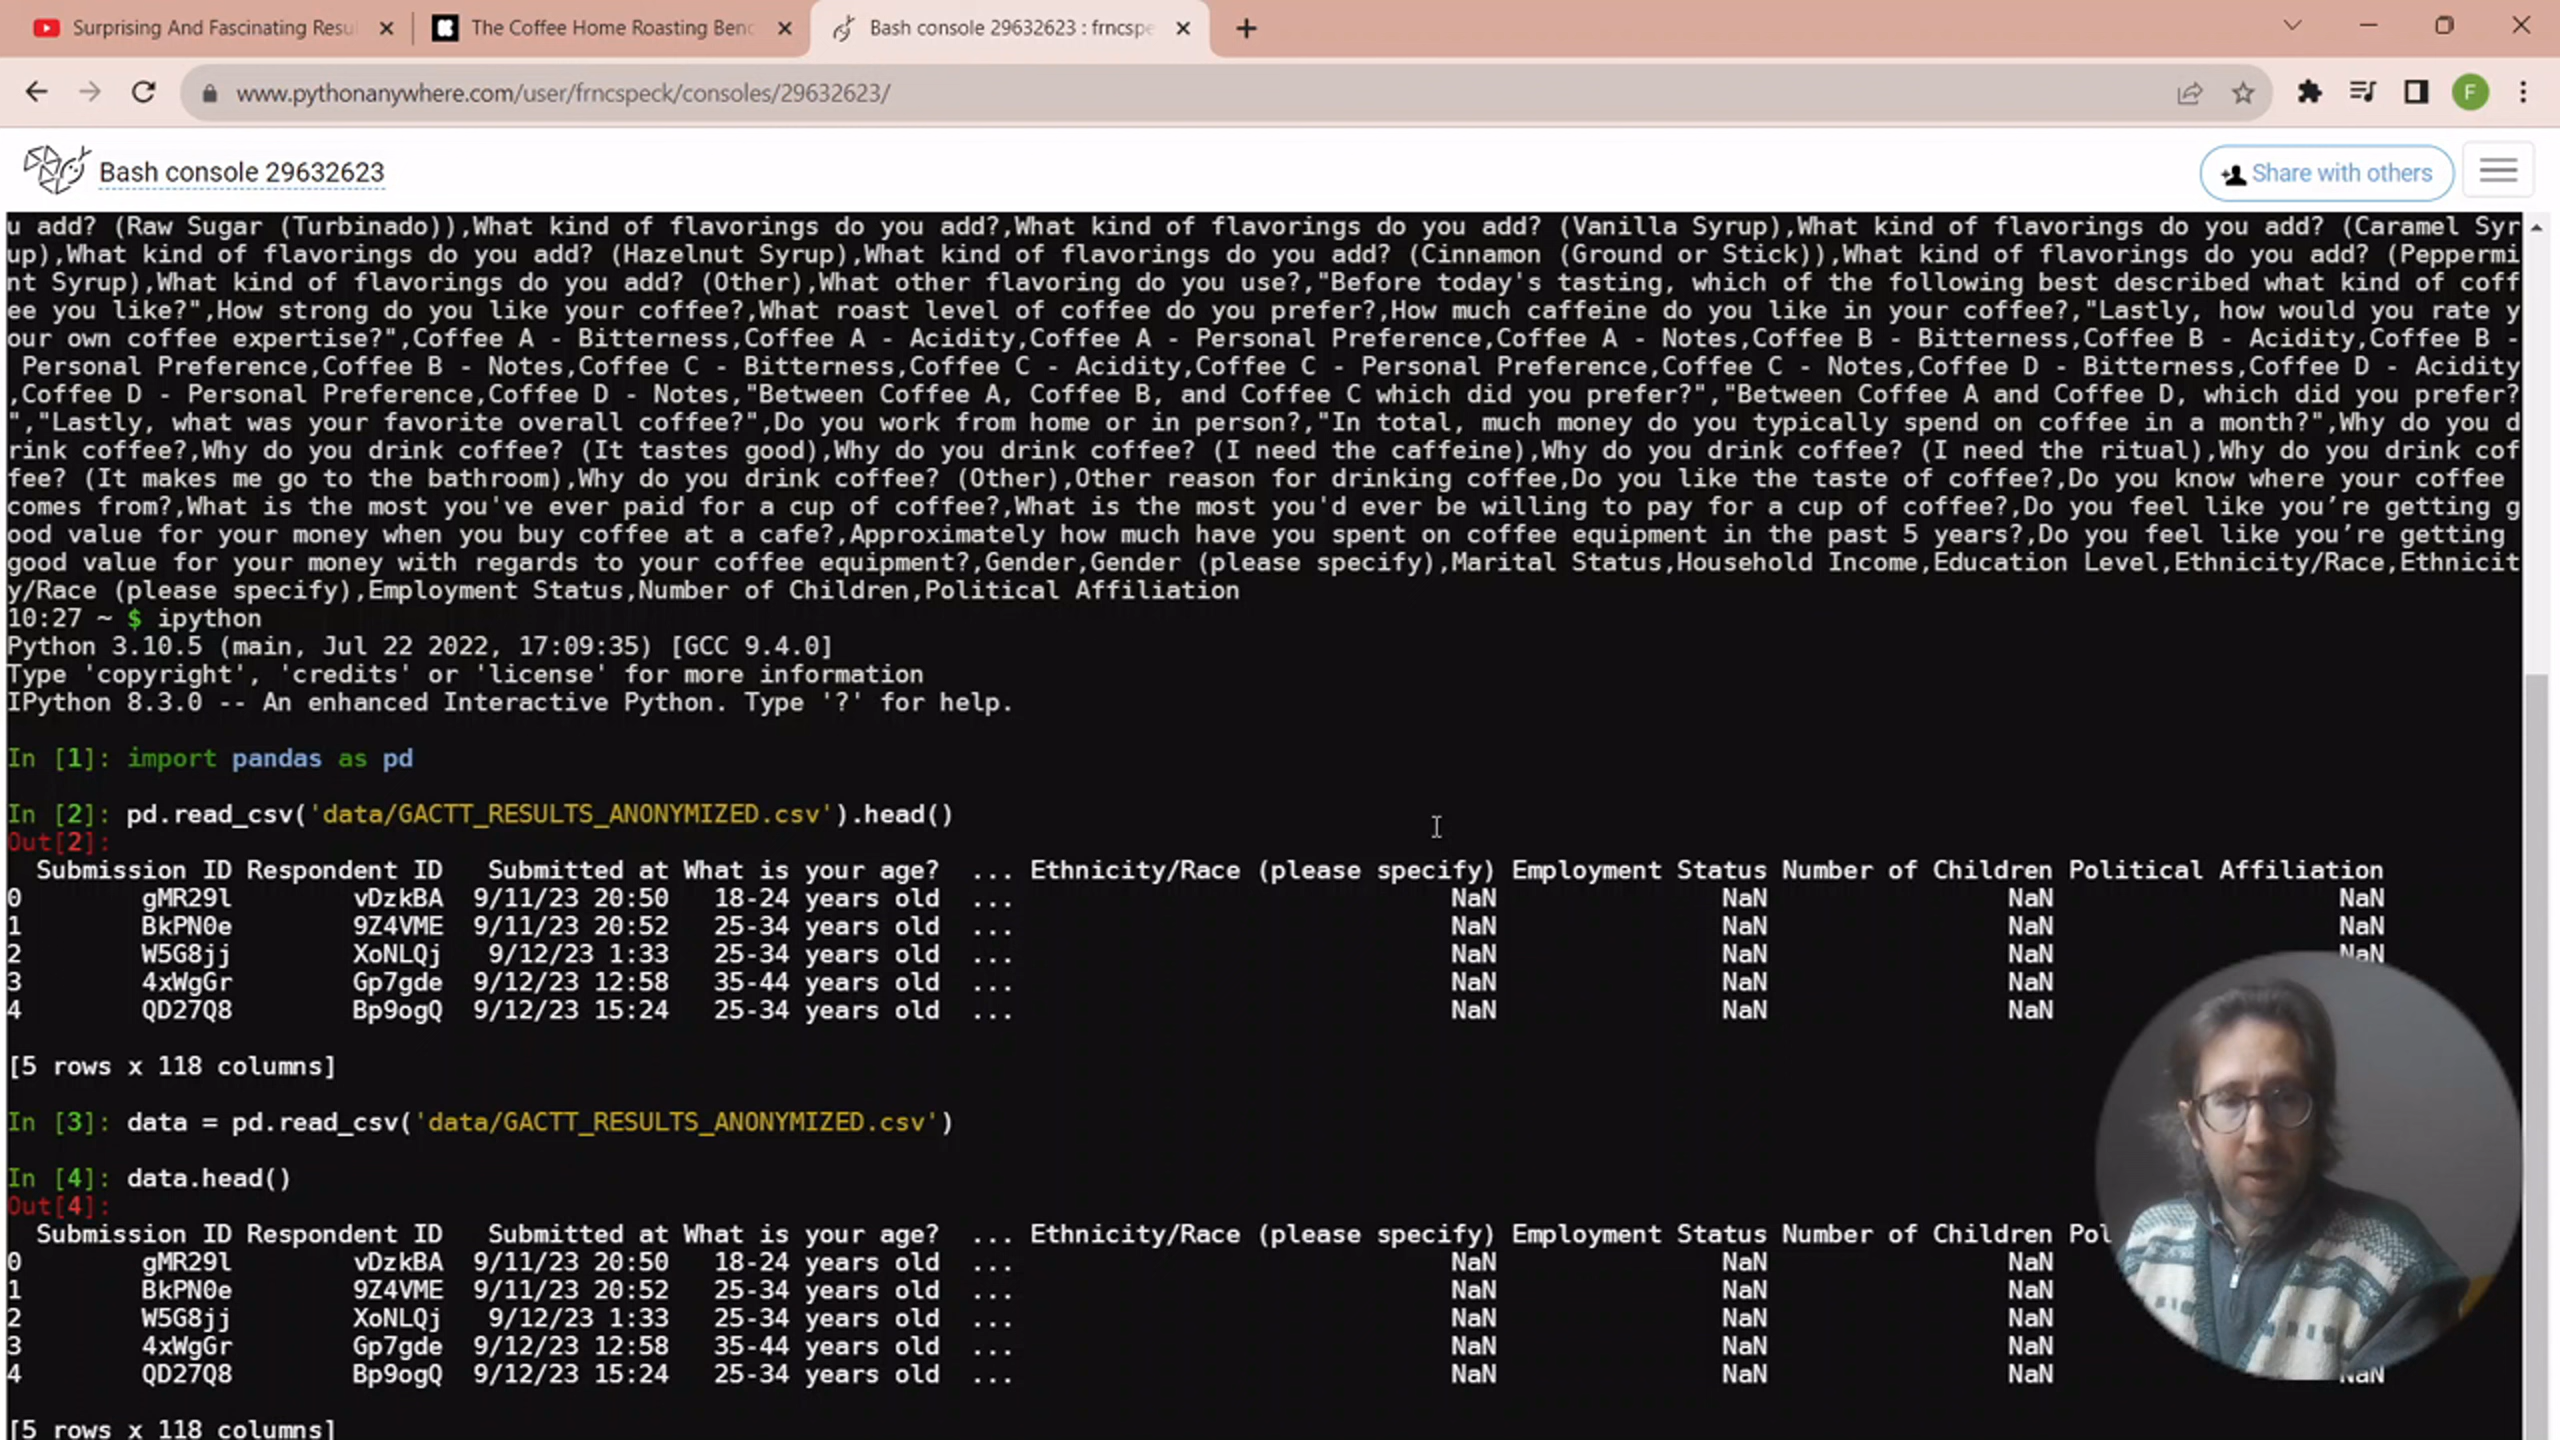 Surprising And Fascinating Resu
The Coffee Home Roasting Benc
Bash console 29632623 : frncspe
www.pythonanywhere.com/user/frncspeck/consoles/29632623/
F
Bash console 29632623
Share with others
u add? (Raw Sugar (Turbinado)),What kind of flavorings do you add?,What kind of flavorings do you add? (Vanilla Syrup),What kind of flavorings do you add? (Caramel Syr
up),What kind of flavorings do you add? (Hazelnut Syrup),What kind of flavorings do you add? (Cinnamon (Ground or Stick)),What kind of flavorings do you add? (Peppermi
nt Syrup),What kind of flavorings do you add? (Other),What other flavoring do you use?,"Before today's tasting, which of the following best described what kind of coff
ee you like?",How strong do you like your coffee?,What roast level of coffee do you prefer?,How much caffeine do you like in your coffee?,"Lastly, how would you rate y
our own coffee expertise?",Coffee A - Bitterness,Coffee A - Acidity,Coffee A - Personal Preference,Coffee A - Notes,Coffee B - Bitterness,Coffee B - Acidity,Coffee B -
Personal Preference,Coffee B - Notes,Coffee C - Bitterness,Coffee C - Acidity,Coffee C - Personal Preference,Coffee C - Notes,Coffee D - Bitterness,Coffee D - Acidity
,Coffee D - Personal Preference,Coffee D - Notes,"Between Coffee A, Coffee B, and Coffee C which did you prefer?","Between Coffee A and Coffee D, which did you prefer?
","Lastly, what was your favorite overall coffee?",Do you work from home or in person?,"In total, much money do you typically spend on coffee in a month?",Why do you d
rink coffee?,Why do you drink coffee? (It tastes good),Why do you drink coffee? (I need the caffeine),Why do you drink coffee? (I need the ritual),Why do you drink cof
fee? (It makes me go to the bathroom),Why do you drink coffee? (Other),Other reason for drinking coffee,Do you like the taste of coffee?,Do you know where your coffee
comes from?,What is the most you've ever paid for a cup of coffee?,What is the most you'd ever be willing to pay for a cup of coffee?,Do you feel like you’re getting g
ood value for your money when you buy coffee at a cafe?,Approximately how much have you spent on coffee equipment in the past 5 years?,Do you feel like you’re getting
good value for your money with regards to your coffee equipment?,Gender,Gender (please specify),Marital Status,Household Income,Education Level,Ethnicity/Race,Ethnicit
y/Race (please specify),Employment Status,Number of Children,Political Affiliation
10:27 ~ $ ipython
Python 3.10.5 (main, Jul 22 2022, 17:09:35) [GCC 9.4.0]
Type 'copyright', 'credits' or 'license' for more information
IPython 8.3.0 -- An enhanced Interactive Python. Type '?' for help.
In [1]: import pandas as pd
In [2]: pd.read_csv('data/GACTT_RESULTS_ANONYMIZED.csv').head()
Out[2]:
Submission ID Respondent ID Submitted at What is your age? ... Ethnicity/Race (please specify) Employment Status Number of Children Political Affiliation
0 gMR29l vDzkBA 9/11/23 20:50 18-24 years old ... NaN NaN NaN NaN
1 BkPN0e 9Z4VME 9/11/23 20:52 25-34 years old ... NaN NaN NaN NaN
2 W5G8jj XoNLQj 9/12/23 1:33 25-34 years old ... NaN NaN NaN NaN
3 4xWgGr Gp7gde 9/12/23 12:58 35-44 years old ... NaN NaN NaN
4 QD27Q8 Bp9ogQ 9/12/23 15:24 25-34 years old ... NaN NaN NaN
[5 rows x 118 columns]
In [3]: data = pd.read_csv('data/GACTT_RESULTS_ANONYMIZED.csv')
In [4]: data.head()
Out[4]:
Submission ID Respondent ID Submitted at What is your age? ... Ethnicity/Race (please specify) Employment Status Number of Children Pol
0 gMR29l vDzkBA 9/11/23 20:50 18-24 years old ... NaN NaN NaN
1 BkPN0e 9Z4VME 9/11/23 20:52 25-34 years old ... NaN NaN NaN
2 W5G8jj XoNLQj 9/12/23 1:33 25-34 years old ... NaN NaN NaN
3 4xWgGr Gp7gde 9/12/23 12:58 35-44 years old ... NaN NaN NaN
4 QD27Q8 Bp9ogQ 9/12/23 15:24 25-34 years old ... NaN NaN NaN NaN
[5 rows x 118 columns]